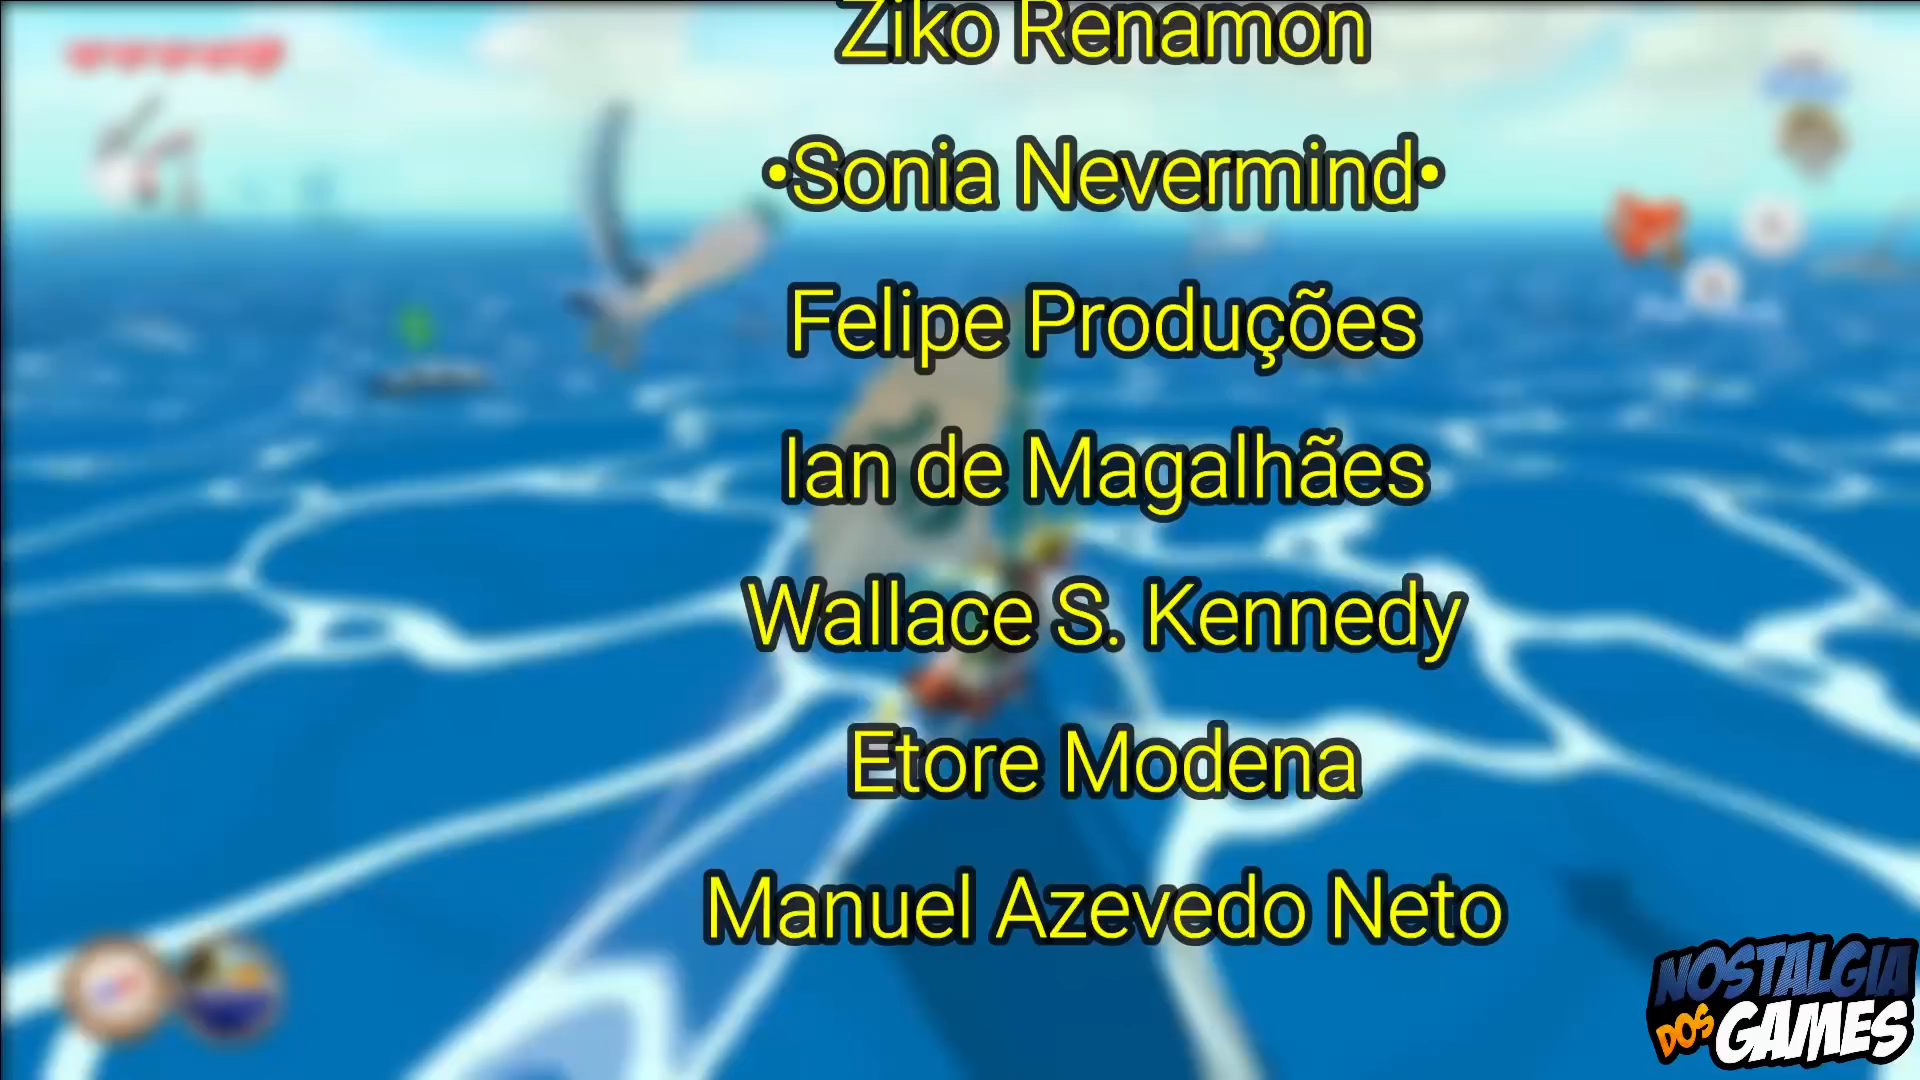 Ziko Renamon
•Sonia Nevermind•
Felipe Produções
Ian de Magalhães
Wallace S. Kennedy
Etore Modena
Manuel Azevedo Neto
NOSTALGIA
DOS GAMES